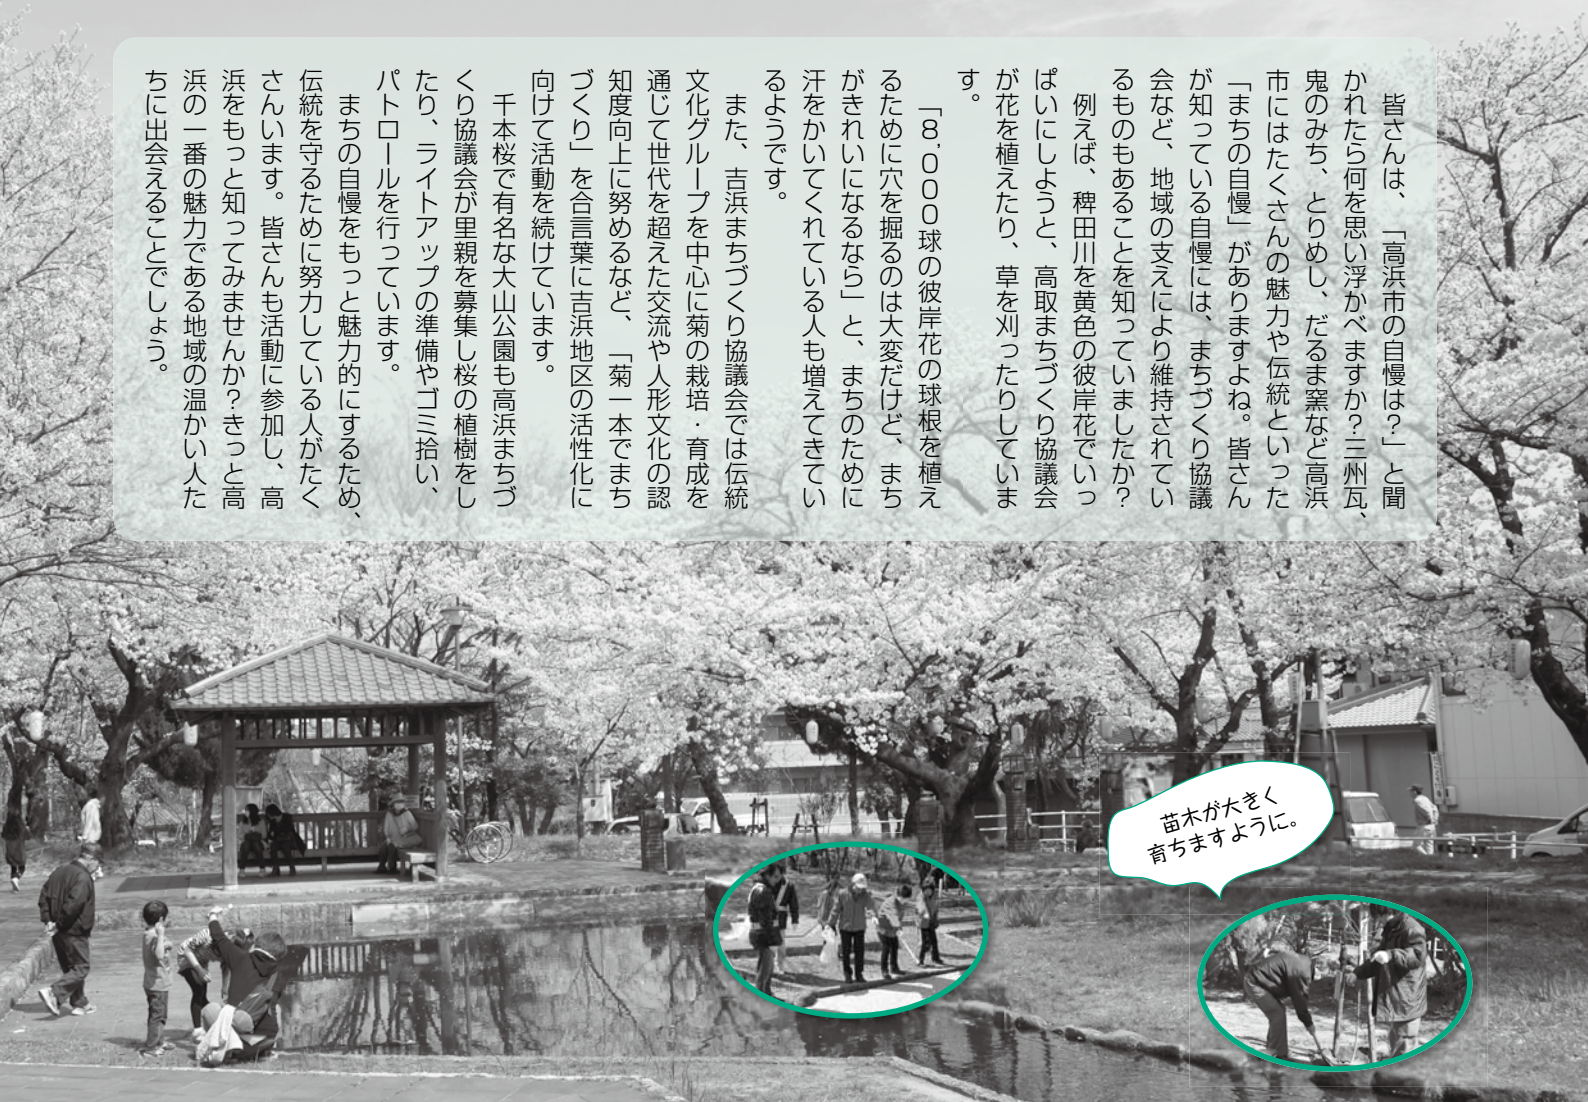 皆さんは、「高浜市の自慢は？」と聞
かれたら何を思い浮かべますか？三州瓦、
鬼のみち、とりめし、だるま窯など高浜
市にはたくさんの魅力や伝統といった
「まちの自慢」がありますよね。皆さん
が知っている自慢には、まちづくり協議
会など、地域の支えにより維持されてい
るものもあることを知っていましたか？
例えば、稗田川を黄色の彼岸花でいっ
ぱいにしようと、高取まちづくり協議会
が花を植えたり、草を刈ったりしていま
す。
「８，０００球の彼岸花の球根を植え
るために穴を掘るのは大変だけど、まち
がきれいになるなら」と、まちのために
汗をかいてくれている人も増えてきてい
るようです。
また、吉浜まちづくり協議会では伝統
文化グループを中心に菊の栽培・育成を
通じて世代を超えた交流や人形文化の認
知度向上に努めるなど、「菊一本でまち
づくり」を合言葉に吉浜地区の活性化に
向けて活動を続けています。
千本桜で有名な大山公園も高浜まちづ
くり協議会が里親を募集し桜の植樹をし
たり、ライトアップの準備やゴミ拾い、
パトロールを行っています。
まちの自慢をもっと魅力的にするため、
伝統を守るために努力している人がたく
さんいます。皆さんも活動に参加し、高
浜をもっと知ってみませんか？きっと高
浜の一番の魅力である地域の温かい人た
ちに出会えることでしょう。
苗木が大きく
育ちますように。